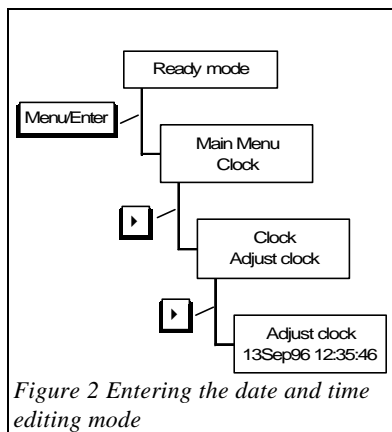 Ready mode
Menu/Enter
Main Menu
Clock
Clock
Adjust clock
Adjust clock
13Sep96 12:35:46
Figure 2 Entering the date and time
editing mode